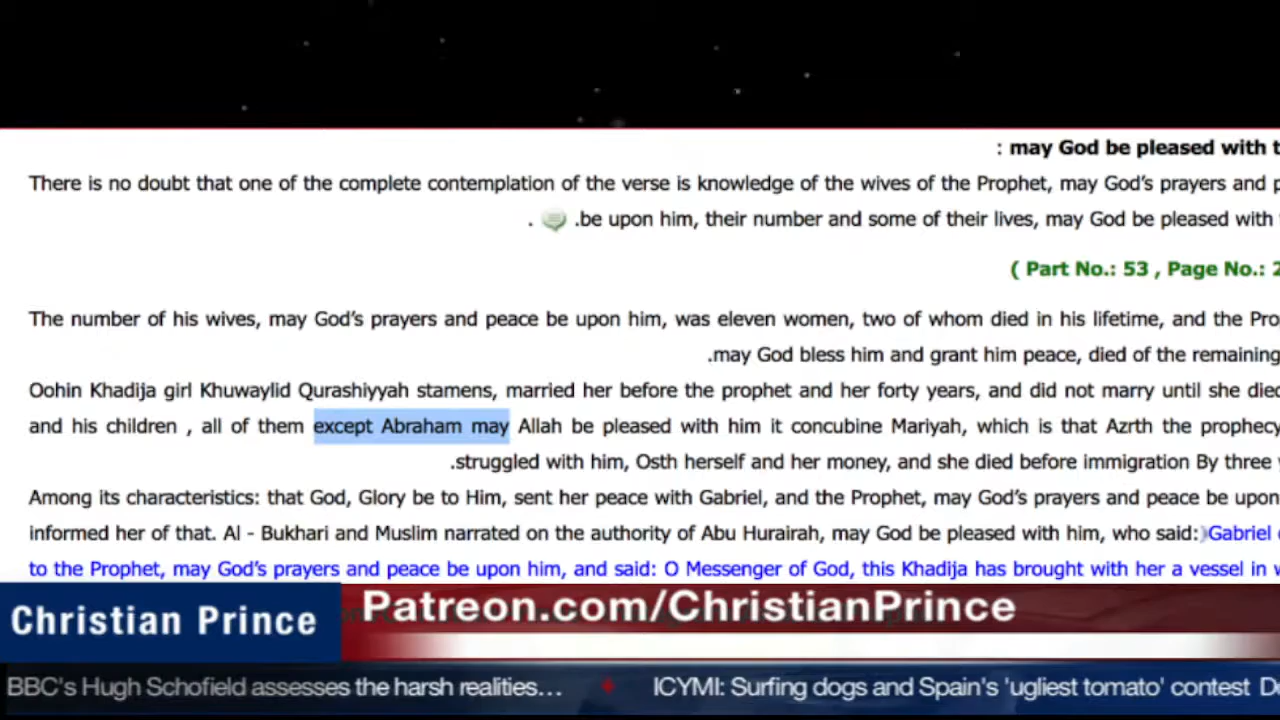 : may God be pleased with t
There is no doubt that one of the complete contemplation of the verse is knowledge of the wives of the Prophet, may God's prayers and p
. .be upon him, their number and some of their lives, may God be pleased with
( Part No.: 53 , Page No.: 2
The number of his wives, may God's prayers and peace be upon him, was eleven women, two of whom died in his lifetime, and the Pro
.may God bless him and grant him peace, died of the remaining
Oohin Khadija girl Khuwaylid Qurashiyyah stamens, married her before the prophet and her forty years, and did not marry until she died
and his children , all of them except Abraham may Allah be pleased with him it concubine Mariyah, which is that Azrth the prophecy
.struggled with him, Osth herself and her money, and she died before immigration By three
Among its characteristics: that God, Glory be to Him, sent her peace with Gabriel, and the Prophet, may God's prayers and peace be upon
informed her of that. Al - Bukhari and Muslim narrated on the authority of Abu Hurairah, may God be pleased with him, who said:)Gabriel
to the Prophet, may God's prayers and peace be upon him, and said: O Messenger of God, this Khadija has brought with her a vessel in w
Patreon.com/ChristianPrince
Christian Prince
BBC's Hugh Schofield assesses the harsh realities... ICYMI: Surfing dogs and Spain's 'ugliest tomato' contest De